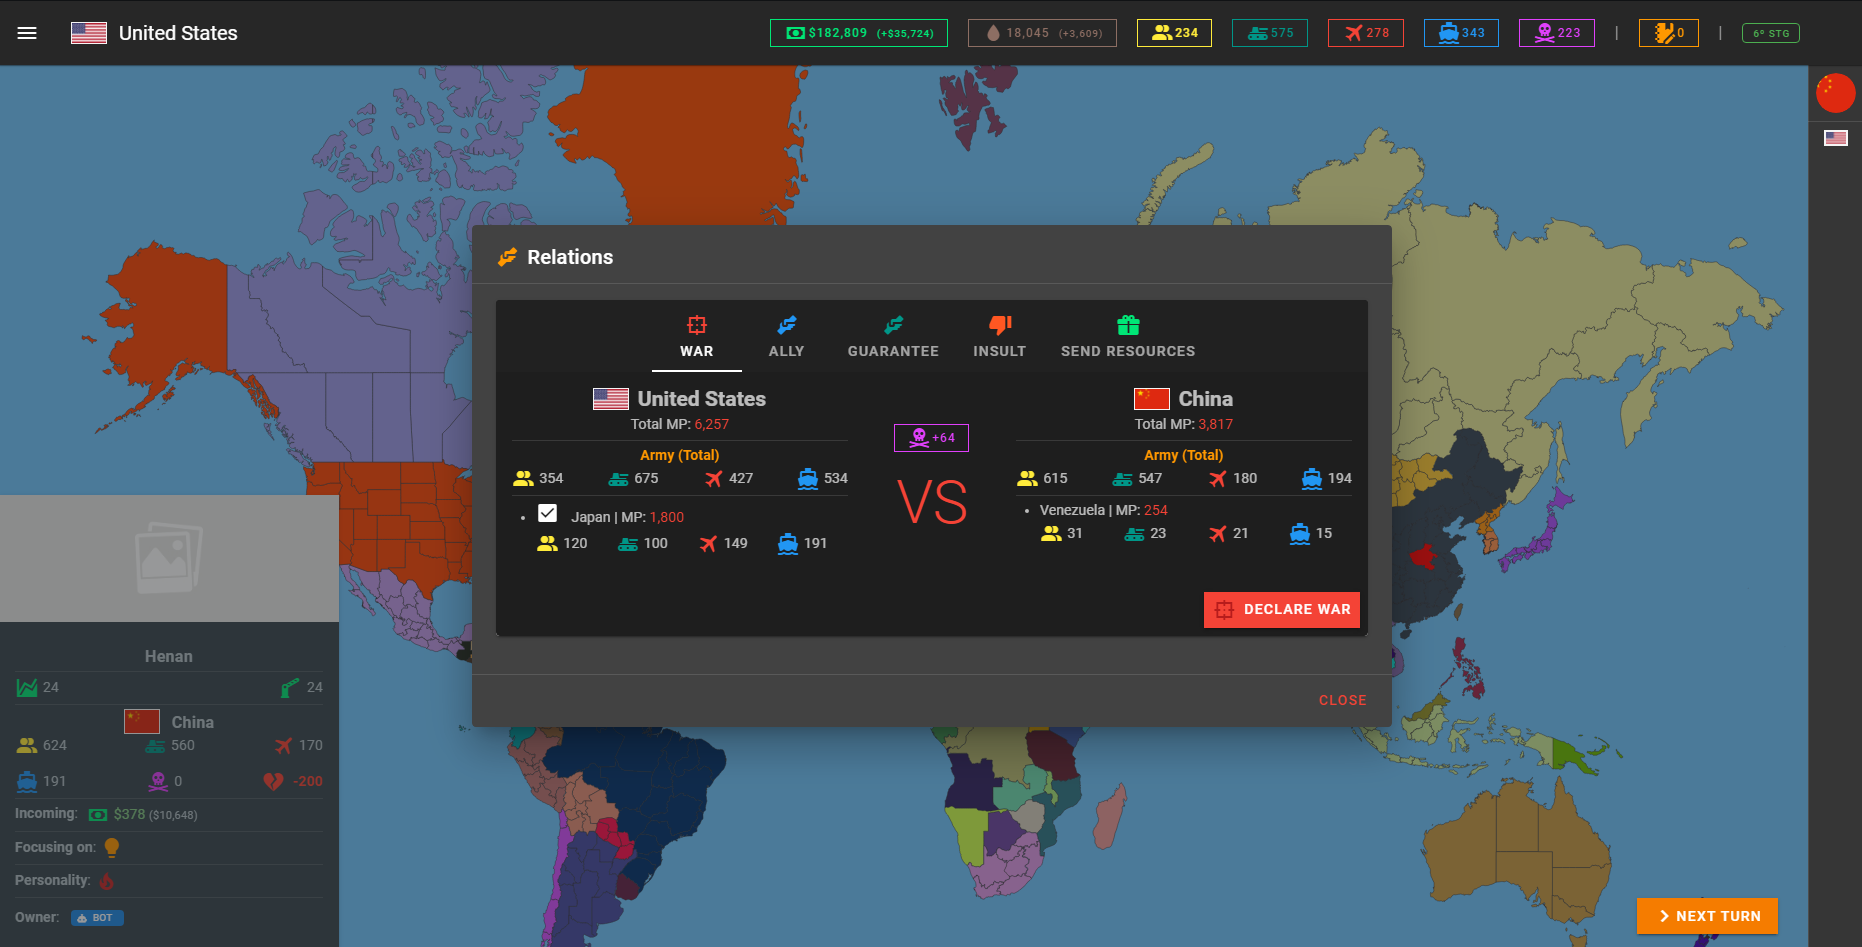 United States
$182,809 (+$35,724)
18,045 (+3,609)
234
575
278
343
223
|
0
|
6º STG
Relations
WAR
ALLY
GUARANTEE
INSULT
SEND RESOURCES
United States
Total MP: 6,257
Army (Total)
354
675
427
534
Japan | MP: 1,800
120
100
149
191
+64
VS
China
Total MP: 3,817
Army (Total)
615
547
180
194
Venezuela | MP: 254
31
23
21
15
DECLARE WAR
CLOSE
Henan
24
24
China
624
560
170
191
0
-200
Incoming: $378 ($10,648)
Focusing on:
Personality:
Owner: BOT
NEXT TURN